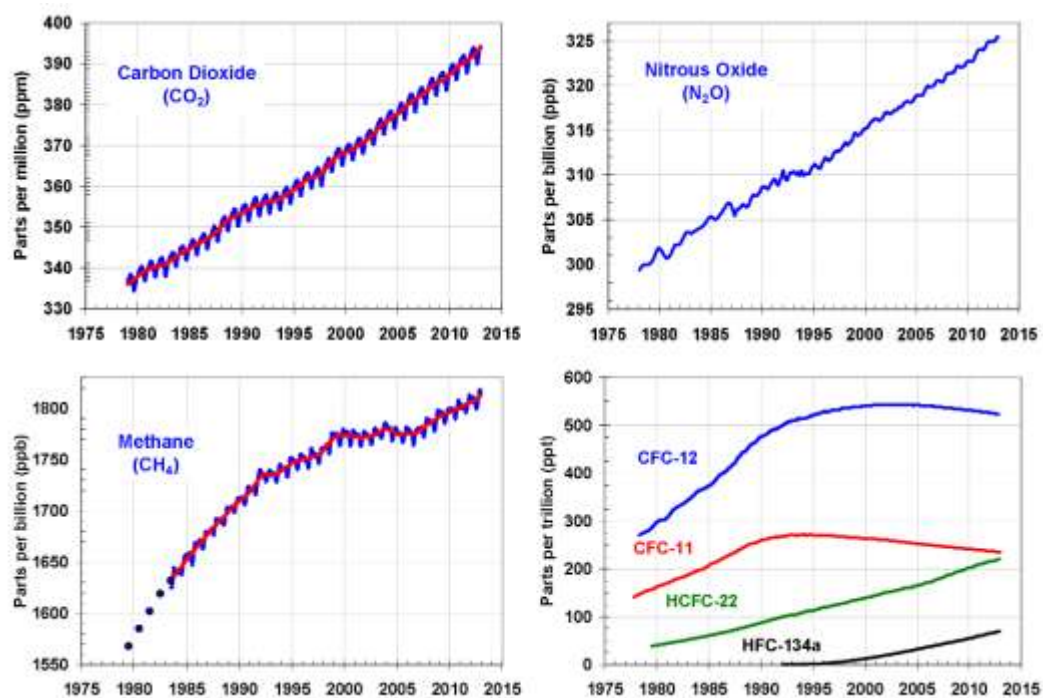 Parts per million (ppm)
400
390
380
370
360
350
340
330
Carbon Dioxide
(CO₂)
1975 1980 1985 1990 1995 2000 2005 2010 2015
Parts per billion (ppb)
325
320
315
310
305
300
295
Nitrous Oxide
(N₂O)
1975 1980 1985 1990 1995 2000 2005 2010 2015
Parts per billion (ppb)
1800
1750
1700
1650
1600
1550
Methane
(CH₄)
1975 1980 1985 1990 1995 2000 2005 2010 2015
Parts per trillion (ppt)
600
500
400
300
200
100
0
CFC-12
CFC-11
HCFC-22
HFC-134a
1975 1980 1985 1990 1995 2000 2005 2010 2015